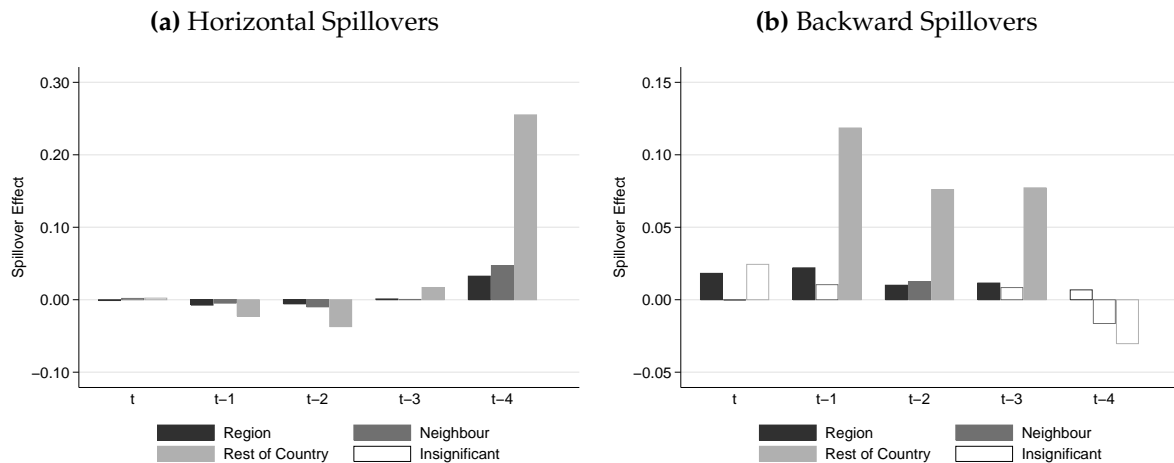 (a) Horizontal Spillovers
Spillover Effect
0.30
0.20
0.10
0.00
−0.10
t
t−1
t−2
t−3
t−4
Region
Neighbour
Rest of Country
Insignificant
(b) Backward Spillovers
Spillover Effect
0.15
0.10
0.05
0.00
−0.05
t
t−1
t−2
t−3
t−4
Region
Neighbour
Rest of Country
Insignificant